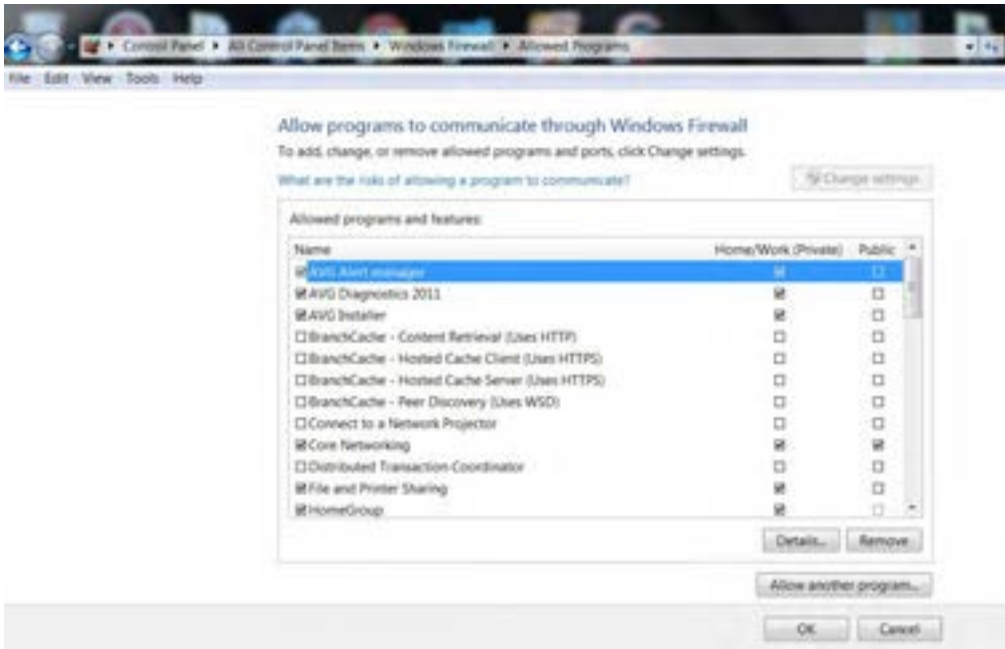 Control Panel ▸ All Control Panel Items ▸ Windows Firewall ▸ Allowed Programs
File Edit View Tools Help
Allow programs to communicate through Windows Firewall
To add, change, or remove allowed programs and ports, click Change settings.
What are the risks of allowing a program to communicate?
Change settings
Allowed programs and features:
Name Home/Work (Private) Public
AVG Alert manager
AVG Diagnostics 2011
AVG Installer
BranchCache - Content Retrieval (Uses HTTP)
BranchCache - Hosted Cache Client (Uses HTTPS)
BranchCache - Hosted Cache Server (Uses HTTPS)
BranchCache - Peer Discovery (Uses WSD)
Connect to a Network Projector
Core Networking
Distributed Transaction Coordinator
File and Printer Sharing
HomeGroup
Details... Remove
Allow another program...
OK Cancel